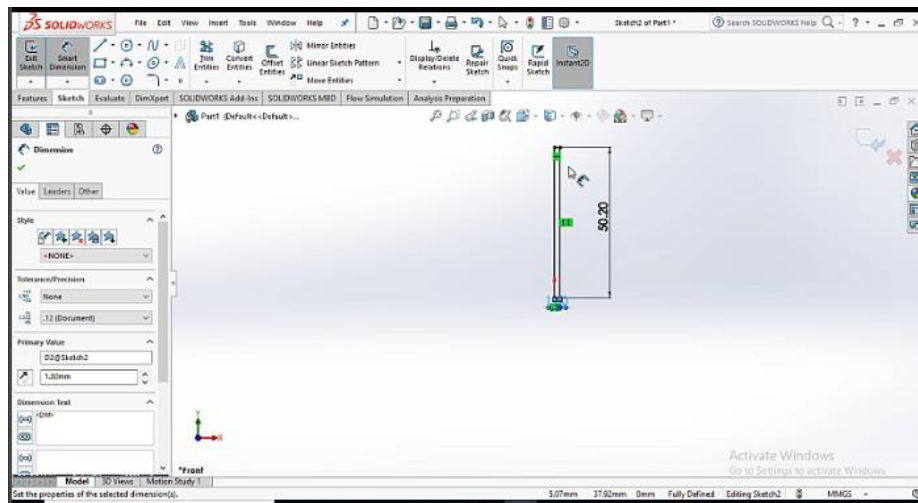 SOLIDWORKS File Edit View Insert Tools Window Help Sketch2 of Part1 * Search SOLIDWORKS Help
Exit Sketch Smart Dimension Trim Entities Convert Entities Offset Entities Mirror Entities Linear Sketch Pattern Move Entities Display/Delete Relations Repair Sketch Quick Snaps Rapid Sketch Instant2D
Features Sketch Evaluate DimXpert SOLIDWORKS Add-Ins SOLIDWORKS MBD Flow Simulation Analysis Preparation
Part1 (Default<<Default>...
Dimension
Value Leaders Other
Style
<NONE>
Tolerance/Precision
None
.12 (Document)
Primary Value
D2@Sketch2
1.80mm
Dimension Text
<DIM>
50.20
Y
X
*Front
Activate Windows
Go to Settings to activate Windows.
Model 3D Views Motion Study 1
Set the properties of the selected dimension(s). 5.07mm 37.92mm 0mm Fully Defined Editing Sketch2 MMGS